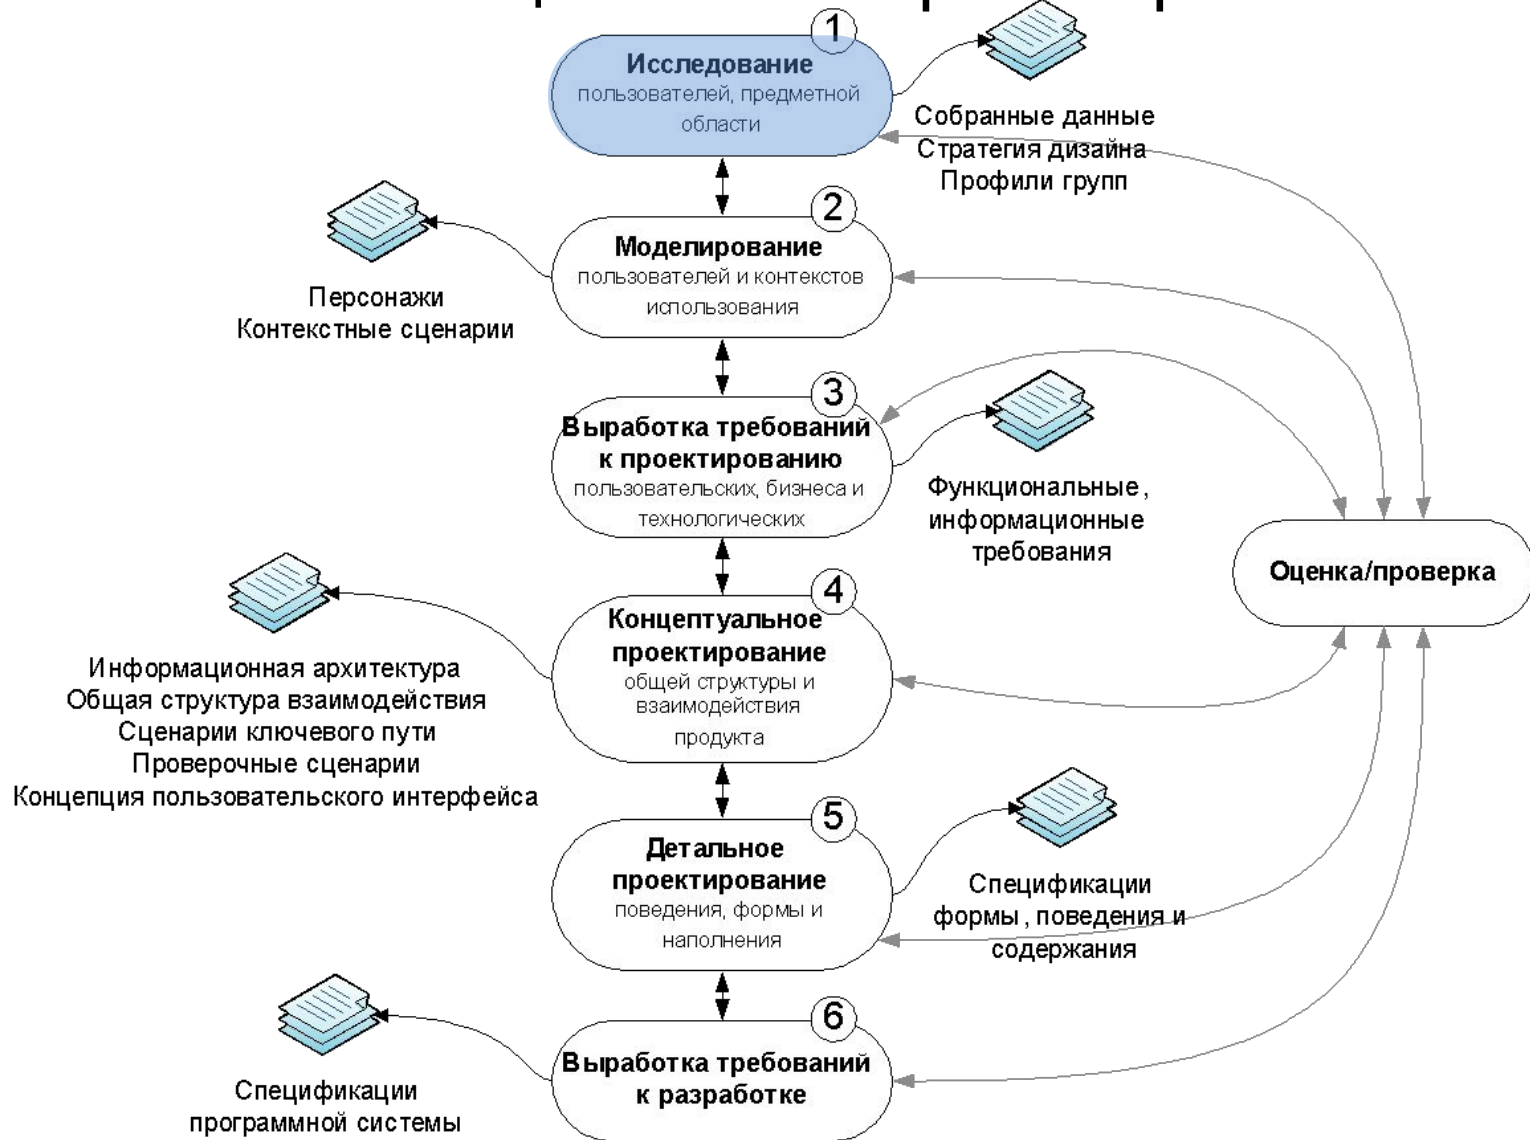 1
Исследование
пользователей, предметной
области
Собранные данные
Стратегия дизайна
Профили групп
2
Моделирование
пользователей и контекстов
использования
Персонажи
Контекстные сценарии
3
Выработка требований
к проектированию
пользовательских, бизнеса и
технологических
Функциональные,
информационные
требования
Оценка/проверка
4
Концептуальное
проектирование
общей структуры и
взаимодействия
продукта
Информационная архитектура
Общая структура взаимодействия
Сценарии ключевого пути
Проверочные сценарии
Концепция пользовательского интерфейса
5
Детальное
проектирование
поведения, формы и
наполнения
Спецификации
формы, поведения и
содержания
6
Выработка требований
к разработке
Спецификации
программной системы